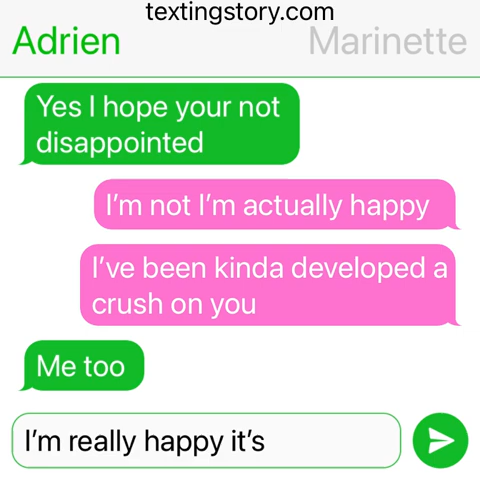 textingstory.com
Adrien Marinette
Yes I hope your not
disappointed
I'm not I'm actually happy
I've been kinda developed a
crush on you
Me too
I'm really happy it's